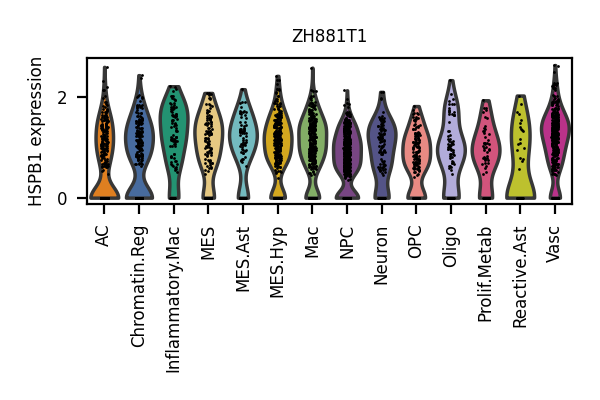 ZH881T1
HSPB1 expression
2
0
AC
Chromatin.Reg
Inflammatory.Mac
MES
MES.Ast
MES.Hyp
Mac
NPC
Neuron
OPC
Oligo
Prolif.Metab
Reactive.Ast
Vasc